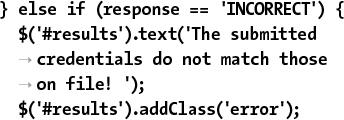 } else if (response == 'INCORRECT') {
$('#results').text('The submitted
→credentials do not match those
→on file! ');
$('#results').addClass('error');